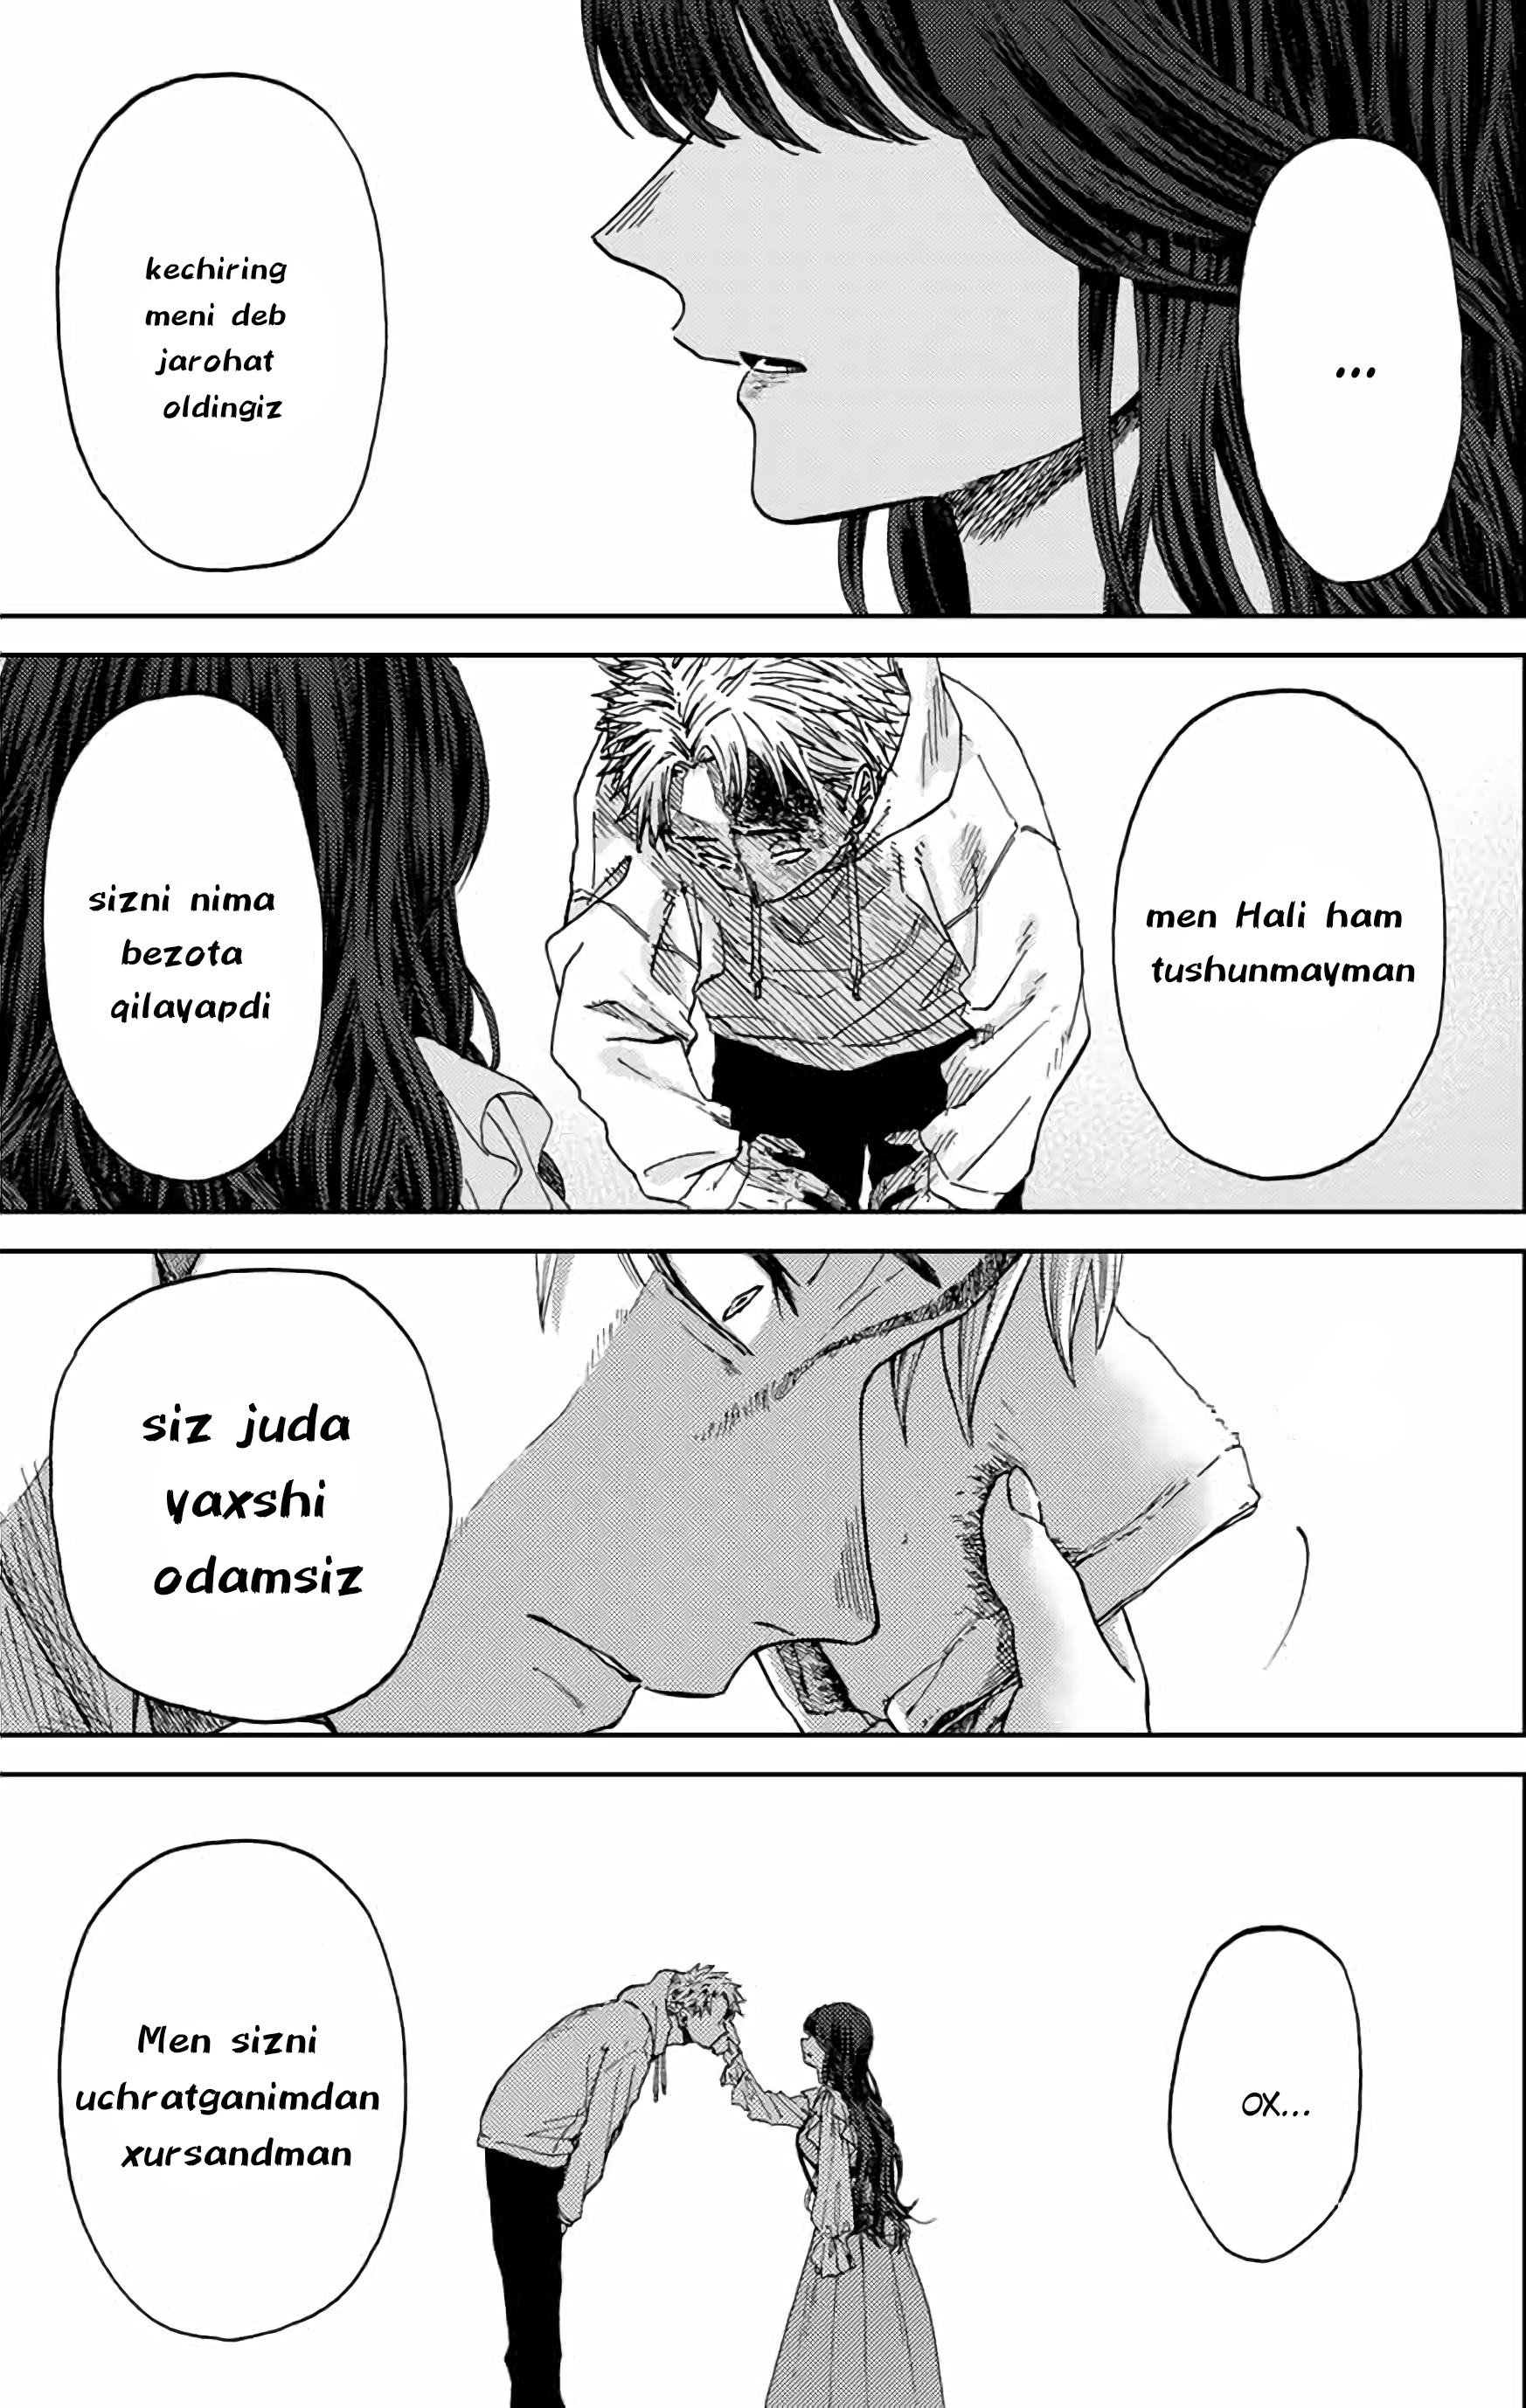 ...
kechiring
meni deb
jarohat
oldingiz
men Hali ham
tushunmayman
sizni nima
bezota
qilayapdi
siz juda
yaxshi
odamsiz
ox...
Men sizni
uchratganimdan
xursandman